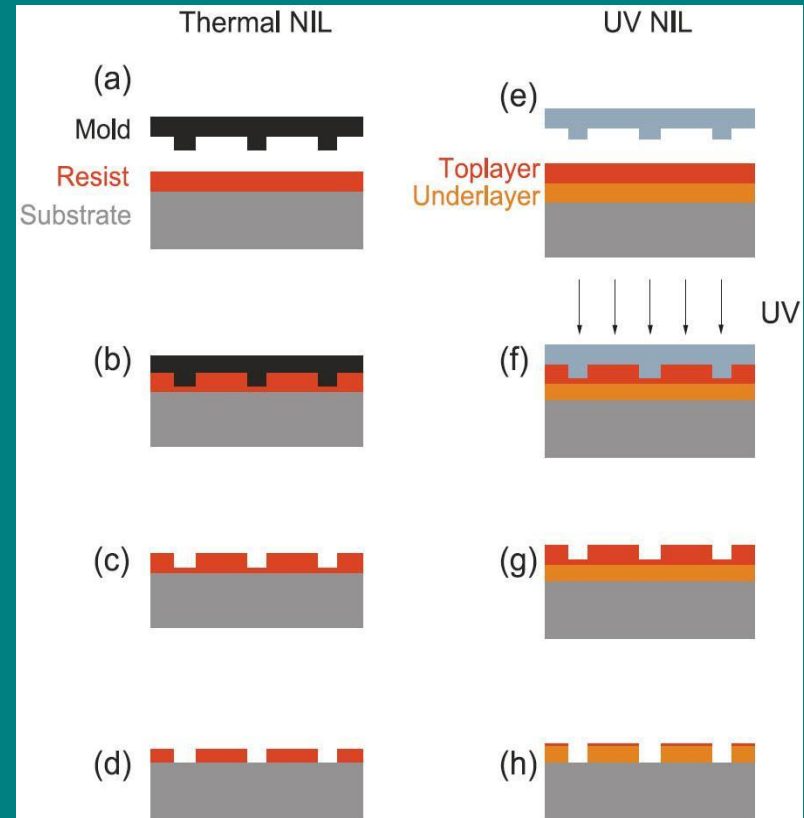 Thermal NIL
UV NIL
(a)
Mold
Resist
Substrate
(e)
Toplayer
Underlayer
UV
(b)
(f)
(c)
(g)
(d)
(h)